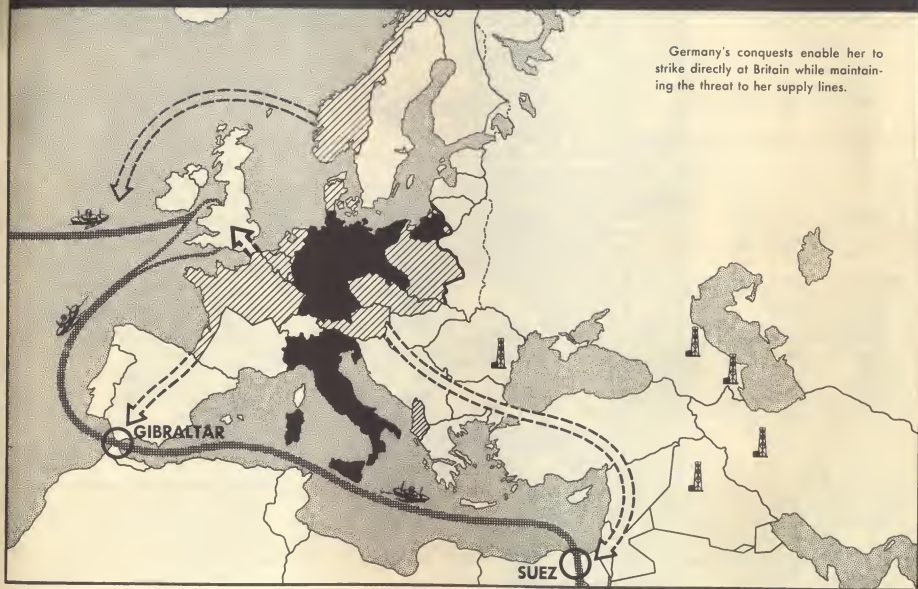 Germany's conquests enable her to
strike directly at Britain while maintain-
ing the threat to her supply lines.
GIBRALTAR
SUEZ